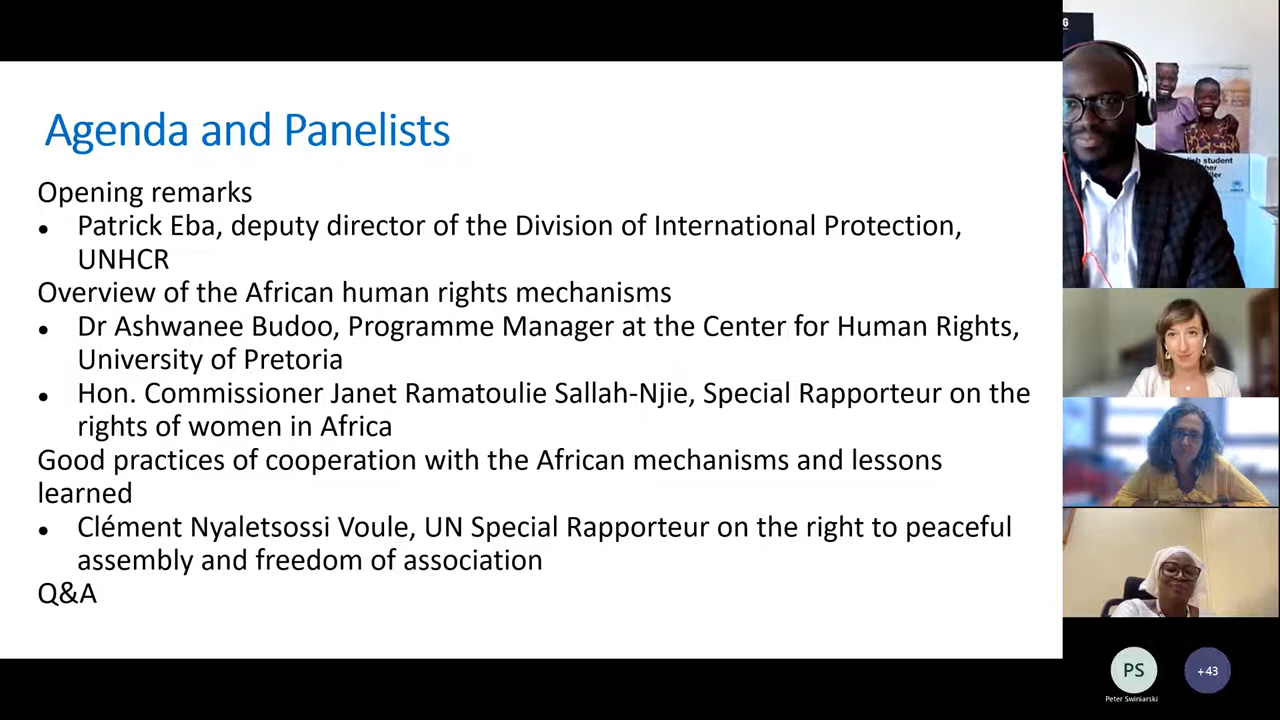 Agenda and Panelists
Opening remarks
• Patrick Eba, deputy director of the Division of International Protection,
UNHCR
Overview of the African human rights mechanisms
• Dr Ashwanee Budoo, Programme Manager at the Center for Human Rights,
University of Pretoria
• Hon. Commissioner Janet Ramatoulie Sallah-Njie, Special Rapporteur on the
rights of women in Africa
Good practices of cooperation with the African mechanisms and lessons
learned
• Clément Nyaletsossi Voule, UN Special Rapporteur on the right to peaceful
assembly and freedom of association
Q&A
G
student
PS
+43
Peter Swiniarski